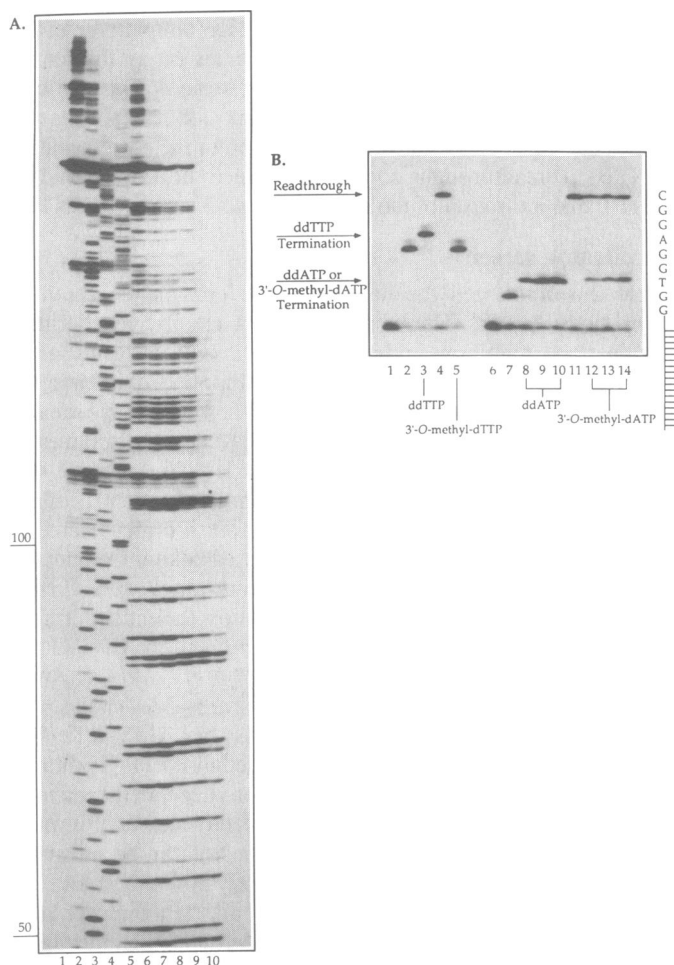 A.
100
50
1 2 3 4 5 6 7 8 9 10
B.
Readthrough
ddTTP
Termination
ddATP or
3'-O-methyl-dATP
Termination
1 2 3 4 5 6 7 8 9 10 11 12 13 14
ddTTP
3'-O-methyl-dTTP
ddATP
3'-O-methyl-dATP
C
G
G
A
G
G
T
G
G